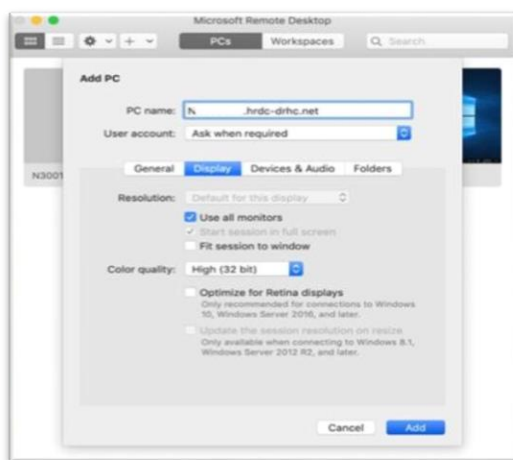 Microsoft Remote Desktop
PCs Workspaces Search
Add PC
PC name: N .hrdc-drhc.net
User account: Ask when required
General Display Devices & Audio Folders
N3001
Resolution: Default for this display
Use all monitors
Start session in full screen
Fit session to window
Color quality: High (32 bit)
Optimize for Retina displays
Only recommended for connections to Windows
10, Windows Server 2016, and later.
Update the session resolution on resize
Only available when connecting to Windows 8.1,
Windows Server 2012 R2, and later.
Cancel Add